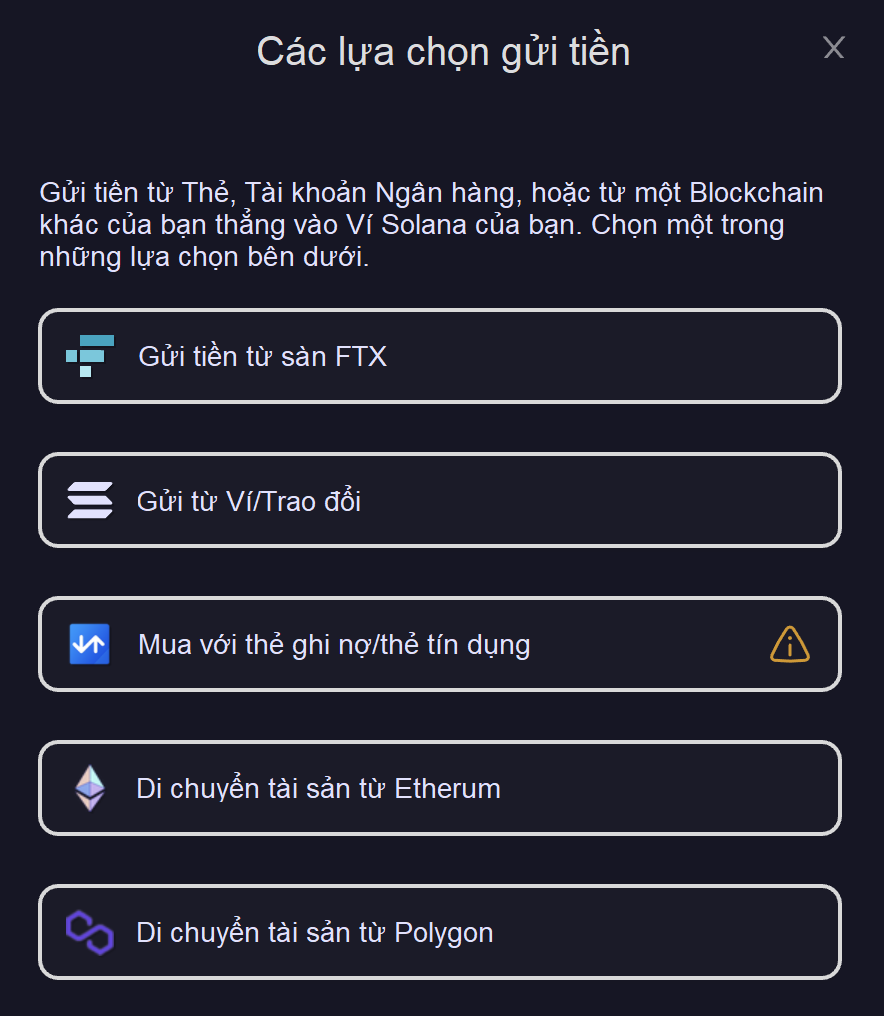 Các lựa chọn gửi tiền
Gửi tiền từ Thẻ, Tài khoản Ngân hàng, hoặc từ một Blockchain
khác của bạn thẳng vào Ví Solana của bạn. Chọn một trong
những lựa chọn bên dưới.
Gửi tiền từ sàn FTX
Gửi từ Ví/Trao đổi
Mua với thẻ ghi nợ/thẻ tín dụng
Di chuyển tài sản từ Etherum
Di chuyển tài sản từ Polygon